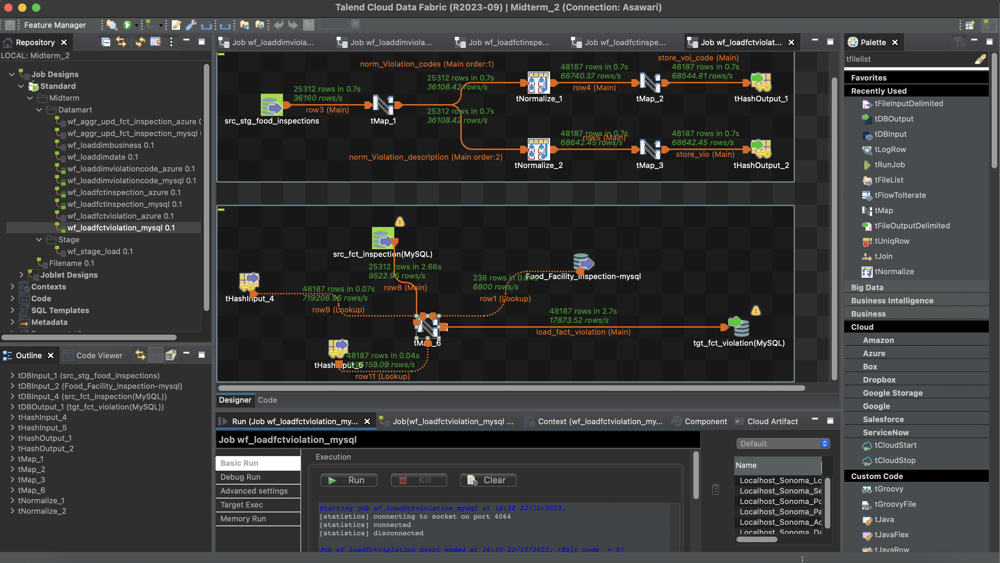 Talend Cloud Data Fabric (R2023-09) | Midterm_2 (Connection: Asawari)
Feature Manager
Repository
LOCAL: Midterm_2
Job Designs
Standard
Midterm
Datamart
wf_aggr_upd_fct_inspection_azure
wf_aggr_upd_fct_inspection_mysql
wf_loaddimbusiness 0.1
wf_loaddimdate 0.1
wf_loaddimviolationcode_azure 0.1
wf_loaddimviolationcode_mysql 0.1
wf_loadfctinspection_azure 0.1
wf_loadfctinspection_mysql 0.1
wf_loadfctviolation_azure 0.1
wf_loadfctviolation_mysql 0.1
Stage
wf_stage_load 0.1
Filename 0.1
Joblet Designs
Contexts
Code
SQL Templates
Metadata
Outline
Code Viewer
tDBInput_1 (src_stg_food_inspections)
tDBInput_2 (Food_Facility_Inspection-mysql)
tDBInput_4 (src_fct_inspection(MySQL))
tDBOutput_1 (tgt_fct_violation(MySQL))
tHashInput_4
tHashInput_5
tHashOutput_1
tHashOutput_2
tMap_1
tMap_2
tMap_3
tMap_6
tNormalize_1
tNormalize_2
Job wf_loaddimviola...
Job wf_loaddimviola...
Job wf_loadfctinspe...
Job wf_loadfctinspe...
Job wf_loadfctviolat...
norm_Violation_codes (Main order:1)
store_voi_code (Main)
25312 rows in 0.7s
36160 rows/s
row3 (Main)
src_stg_food_inspections
tMap_1
25312 rows in 0.7s
36108.42 rows/s
25312 rows in 0.7s
36108.42 rows/s
tNormalize_1
48187 rows in 0.7s
68740.37 rows/s
row4 (Main)
tMap_2
48187 rows in 0.7s
68544.81 rows/s
tHashOutput_1
norm_Violation_description (Main order:2)
tNormalize_2
48187 rows in 0.7s
row5 (Main)
68642.45 rows/s
tMap_3
48187 rows in 0.7s
68642.45 rows/s
store_vio (Main)
tHashOutput_2
src_fct_inspection(MySQL)
25312 rows in 2.66s
9522.95 rows/s
row8 (Main)
tHashInput_4
48187 rows in 0.07s
719208.96 rows/s
row9 (Lookup)
Food_Facility_Inspection-mysql
238 rows in 0.04s
6800 rows/s
row1 (Lookup)
tMap_6
48187 rows in 2.7s
17873.52 rows/s
load_fact_violation (Main)
tgt_fct_violation(MySQL)
tHashInput_5
48187 rows in 0.04s
1095159.09 rows/s
row11 (Lookup)
Designer
Code
Run (Job wf_loadfctviolation_my...
Job(wf_loadfctviolation_mysql ...
Context (wf_loadfctviolation_my...
Component
Cloud Artifact
Job wf_loadfctviolation_mysql
Basic Run
Debug Run
Advanced settings
Target Exec
Memory Run
Execution
Run
Kill
Clear
Starting job wf_loadfctviolation_mysql at 16:30 22/10/2023.
[statistics] connecting to socket on port 4064
[statistics] connected
[statistics] disconnected
Job wf_loadfctviolation_mysql ended at 16:30 22/10/2023. [Exit code  = 0]
Default
Name
Localhost_Sonoma_Lo
Localhost_Sonoma_Se
Localhost_Sonoma_Po
Localhost_Sonoma_Pa
Localhost_Sonoma_Ac
Localhost_Sonoma_Da
Palette
tfilelist
Favorites
Recently Used
tFileInputDelimited
tDBOutput
tDBInput
tLogRow
tRunJob
tFileList
tFlowToIterate
tMap
tFileOutputDelimited
tUniqRow
tJoin
tNormalize
Big Data
Business Intelligence
Business
Cloud
Amazon
Azure
Box
Dropbox
Google Storage
Google
Salesforce
ServiceNow
tCloudStart
tCloudStop
Custom Code
tGroovy
tGroovyFile
tJava
tJavaFlex
tJavaRow